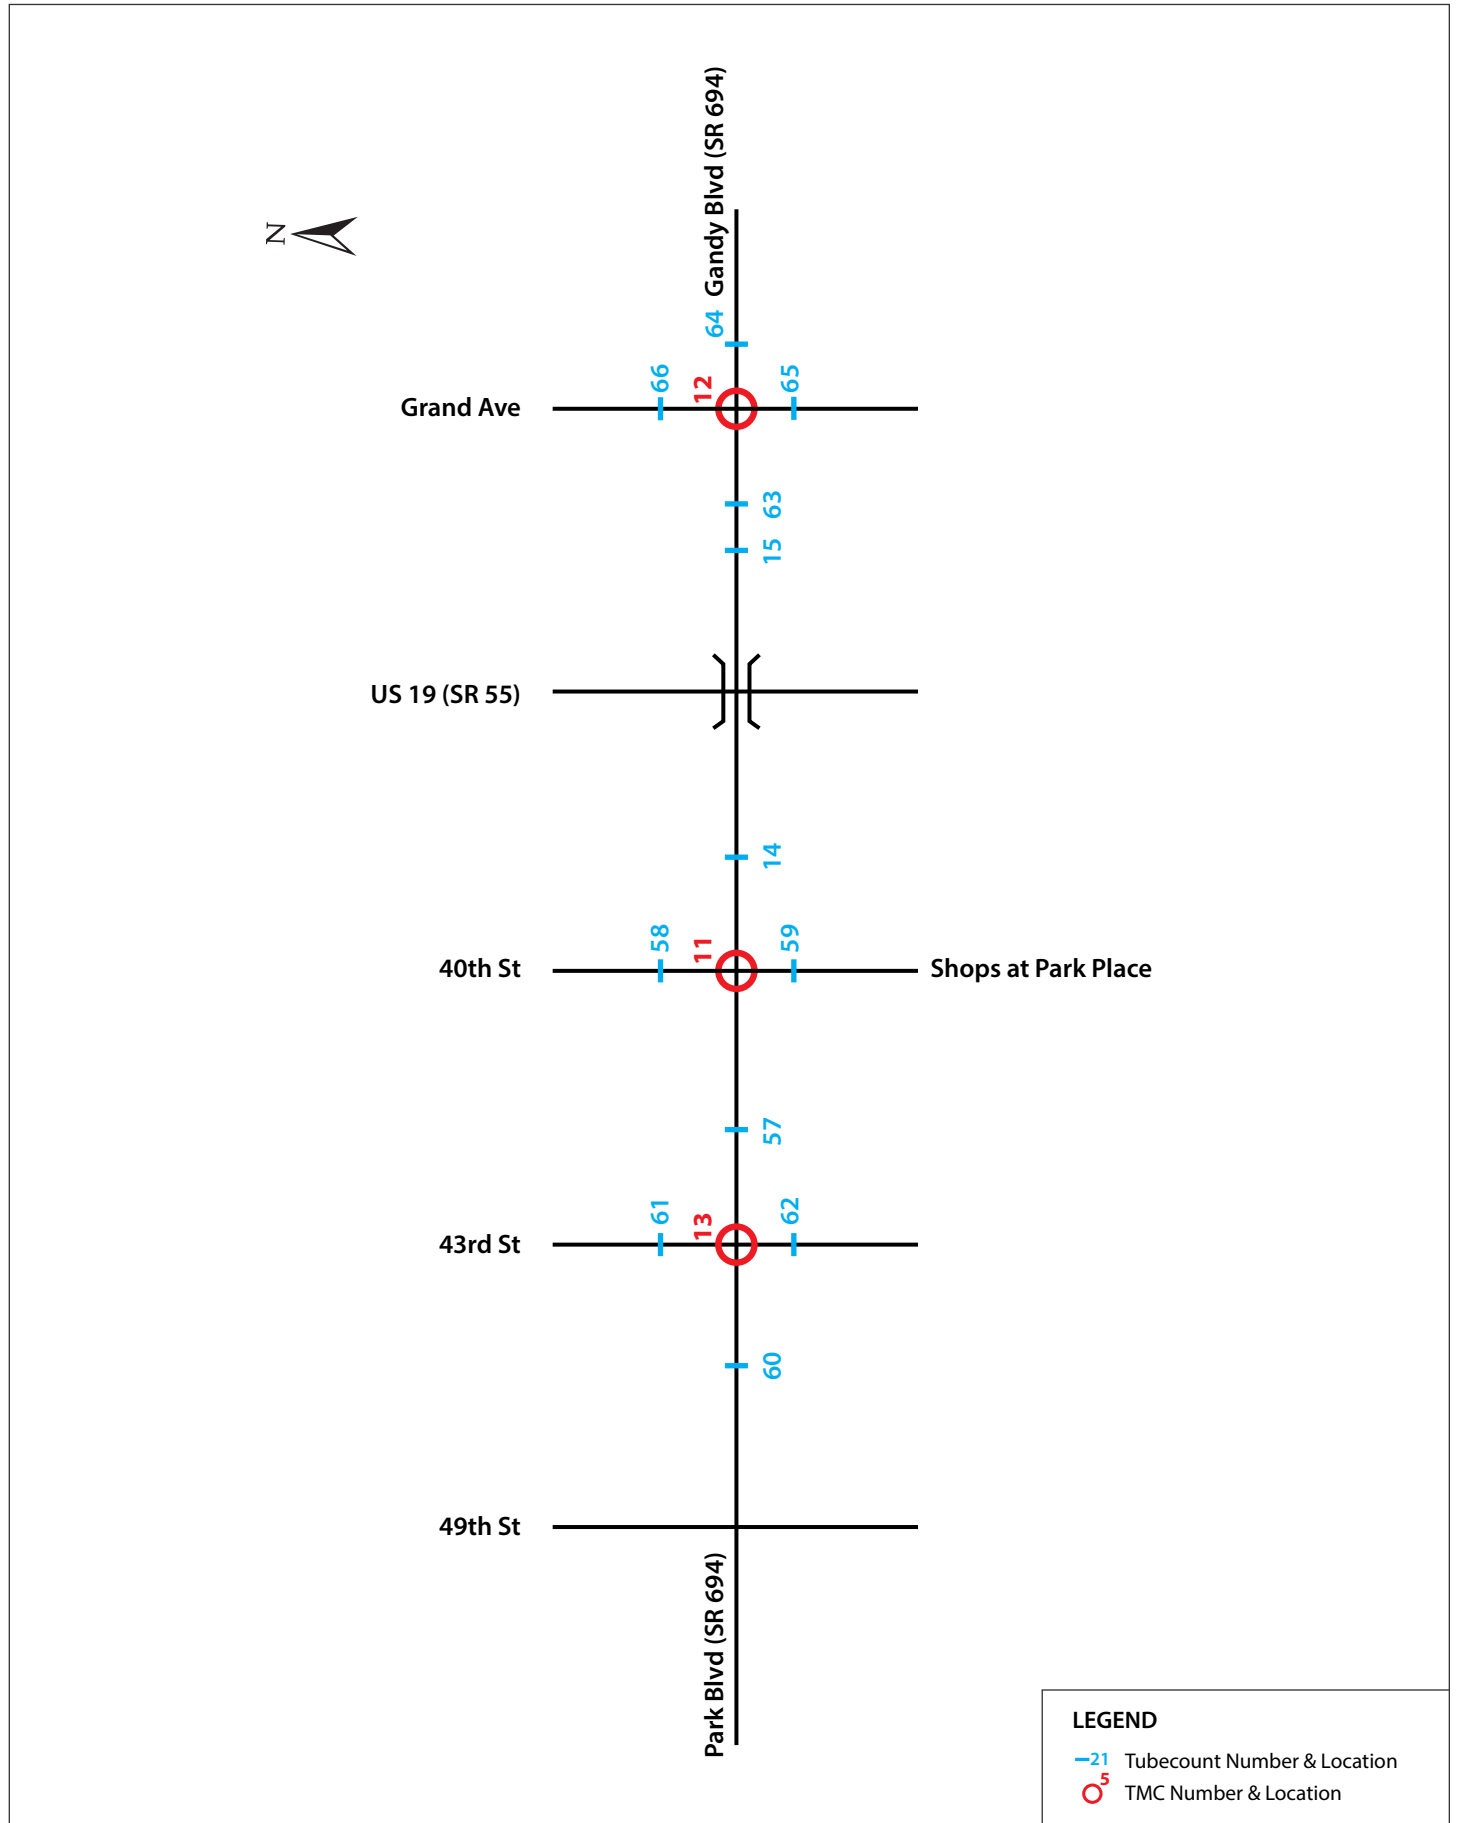 Gandy Blvd (SR 694)
N
64
66
12
65
Grand Ave
63
15
US 19 (SR 55)
14
58
11
59
40th St
Shops at Park Place
57
61
13
62
43rd St
60
49th St
Park Blvd (SR 694)
LEGEND
21 Tubecount Number & Location
5 TMC Number & Location